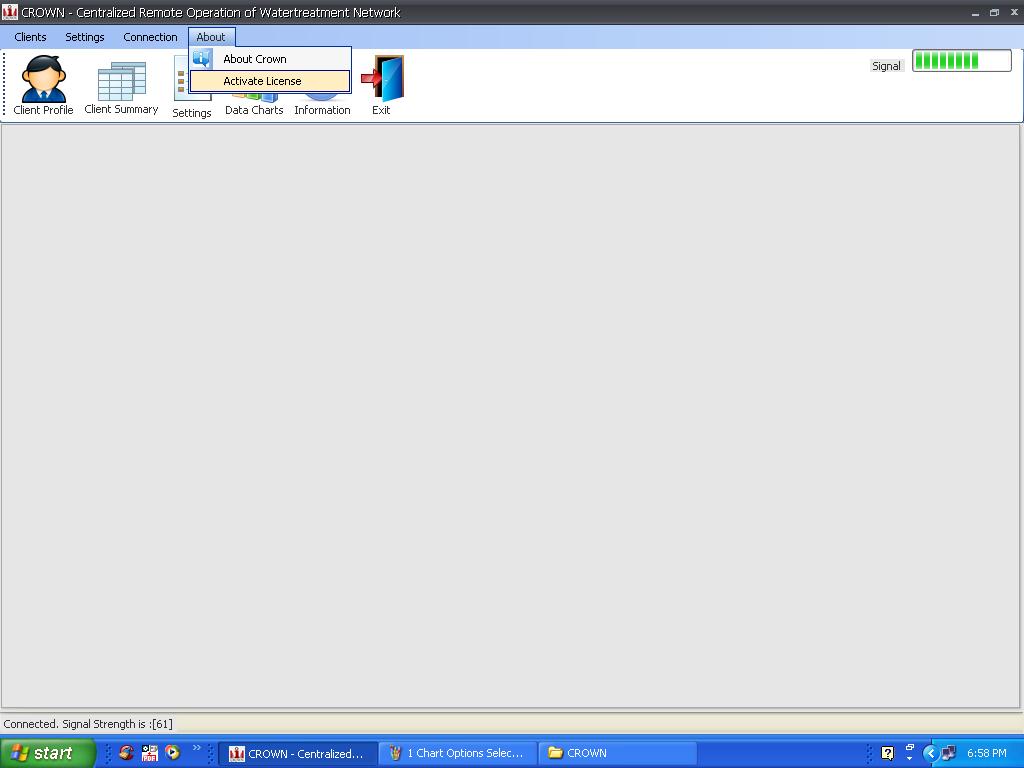 CROWN - Centralized Remote Operation of Watertreatment Network
Clients Settings Connection About
About Crown
Activate License
Client Profile Client Summary Settings Data Charts Information Exit
Signal
Connected. Signal Strength is :[61]
start CROWN - Centralized... 1 Chart Options Selec... CROWN 6:58 PM